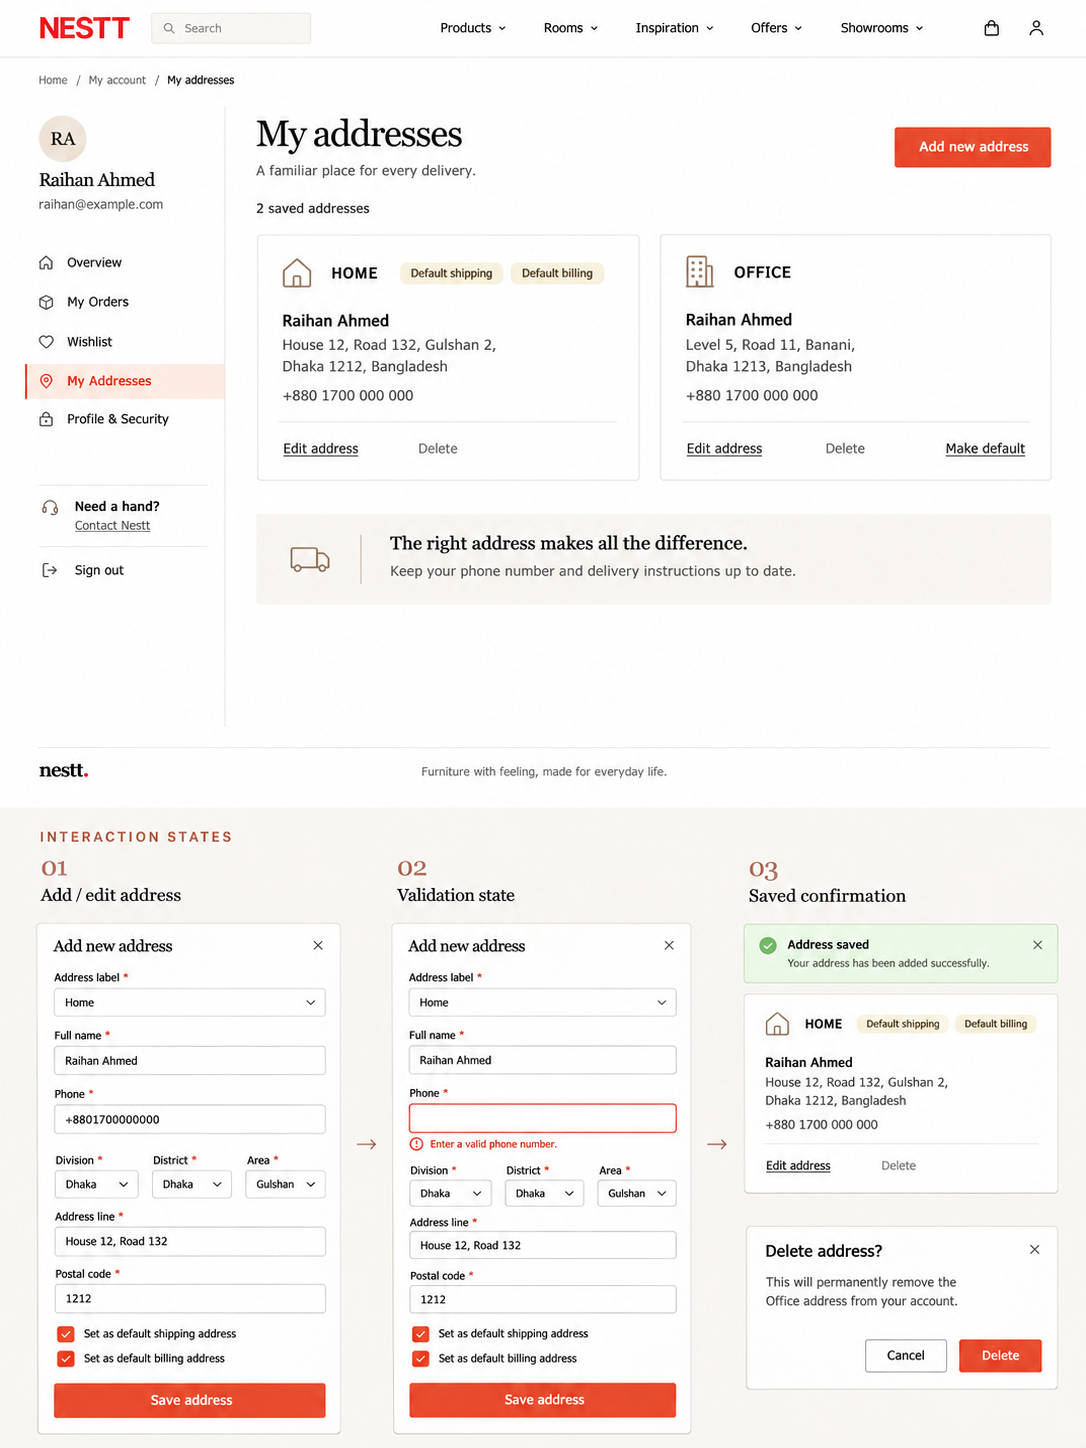 NESTT
Search
Products
Rooms
Inspiration
Offers
Showrooms
Home / My account / My addresses
RA
Raihan Ahmed
raihan@example.com
Overview
My Orders
Wishlist
My Addresses
Profile & Security
Need a hand?
Contact Nestt
Sign out
My addresses
A familiar place for every delivery.
Add new address
2 saved addresses
HOME
Default shipping
Default billing
Raihan Ahmed
House 12, Road 132, Gulshan 2,
Dhaka 1212, Bangladesh
+880 1700 000 000
Edit address
Delete
OFFICE
Raihan Ahmed
Level 5, Road 11, Banani,
Dhaka 1213, Bangladesh
+880 1700 000 000
Edit address
Delete
Make default
The right address makes all the difference.
Keep your phone number and delivery instructions up to date.
nestt.
Furniture with feeling, made for everyday life.
INTERACTION STATES
01
Add / edit address
Add new address
Address label *
Home
Full name *
Raihan Ahmed
Phone *
+8801700000000
Division *
District *
Area *
Dhaka
Dhaka
Gulshan
Address line *
House 12, Road 132
Postal code *
1212
Set as default shipping address
Set as default billing address
Save address
02
Validation state
Add new address
Address label *
Home
Full name *
Raihan Ahmed
Phone *
Enter a valid phone number.
Division *
District *
Area *
Dhaka
Dhaka
Gulshan
Address line *
House 12, Road 132
Postal code *
1212
Set as default shipping address
Set as default billing address
Save address
03
Saved confirmation
Address saved
Your address has been added successfully.
HOME
Default shipping
Default billing
Raihan Ahmed
House 12, Road 132, Gulshan 2,
Dhaka 1212, Bangladesh
+880 1700 000 000
Edit address
Delete
Delete address?
This will permanently remove the
Office address from your account.
Cancel
Delete